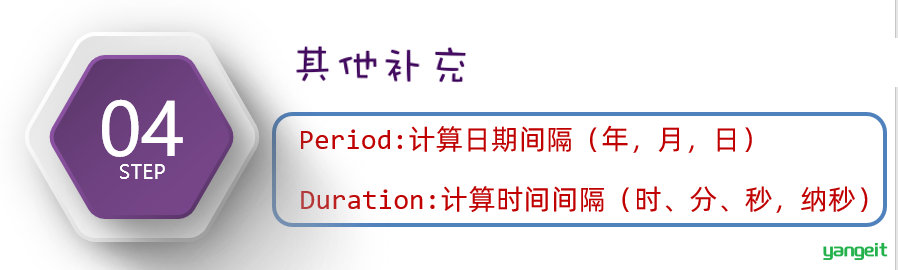 04
STEP
其他补充
Period:计算日期间隔（年，月，日）
Duration:计算时间间隔（时、分、秒，纳秒）
yangeit